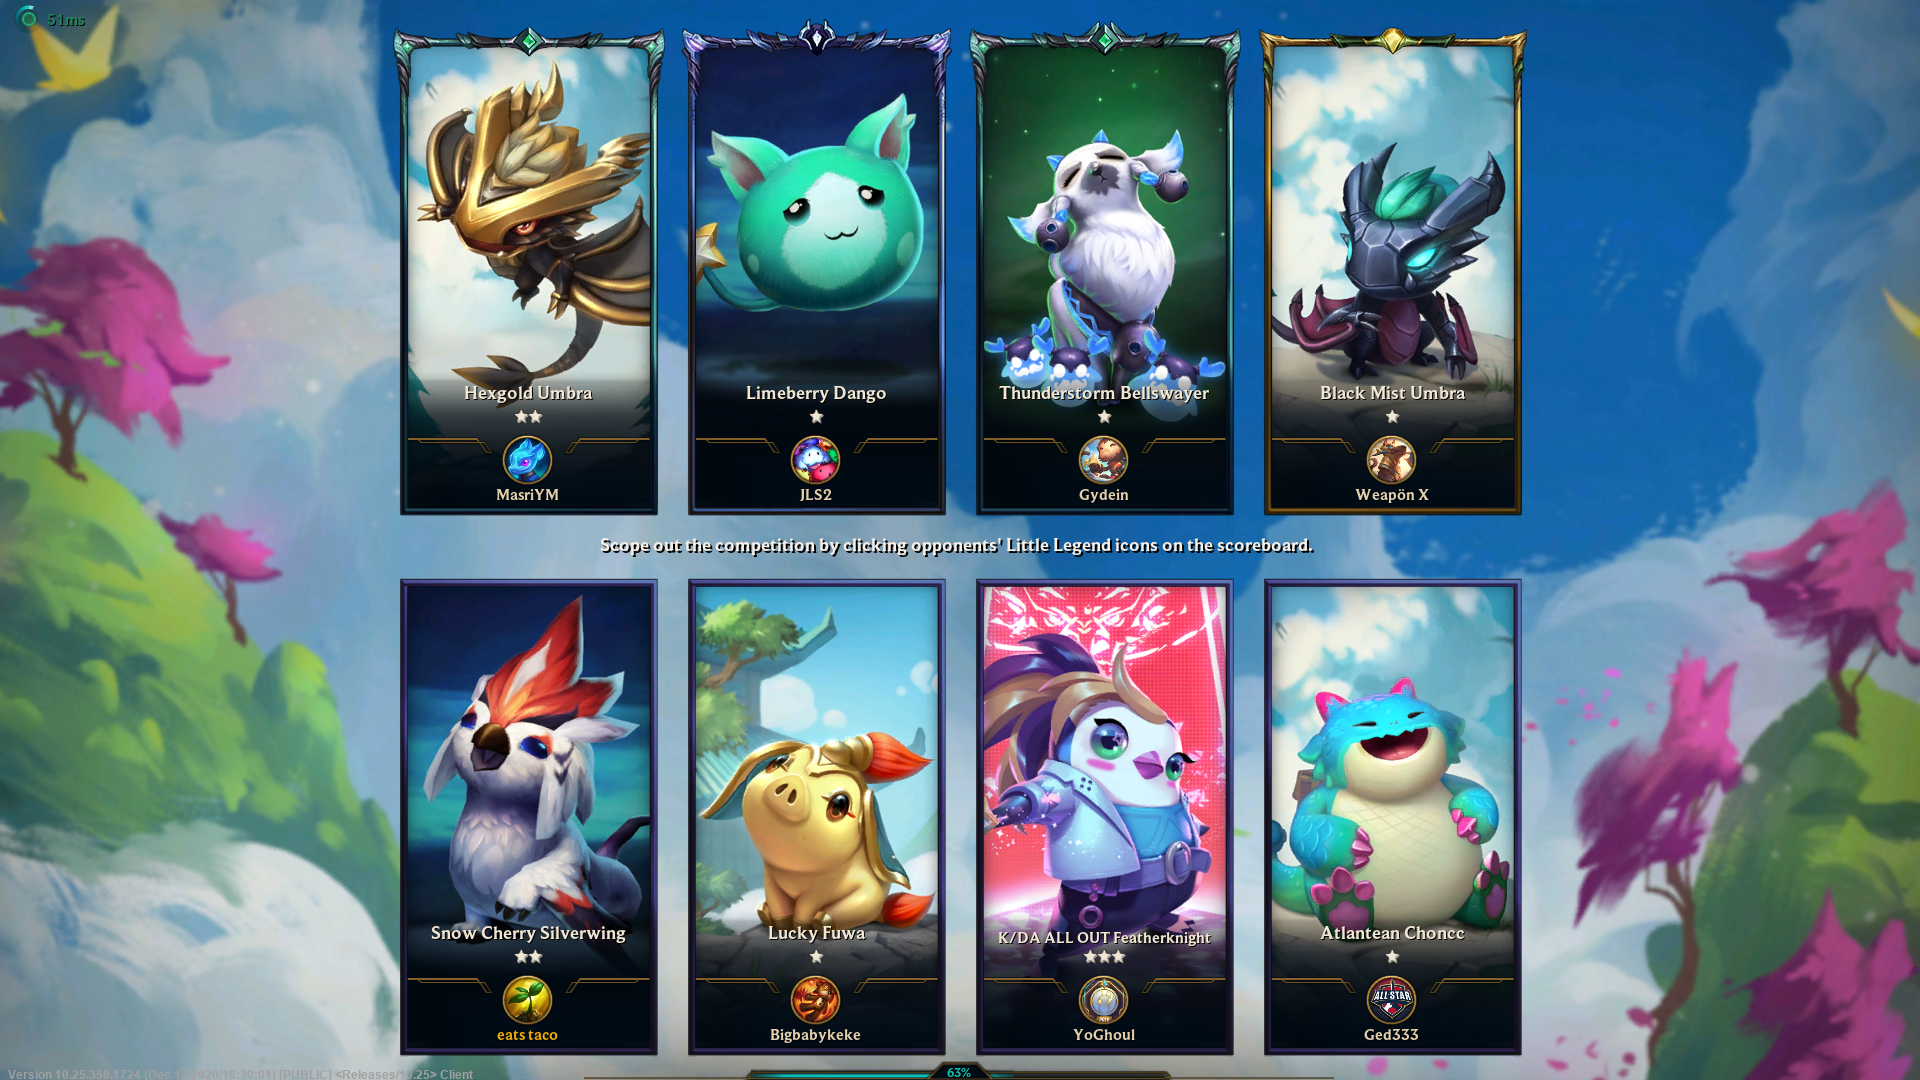 51ms
Hexgold Umbra
MasriYM
Limeberry Dango
JLS2
Thunderstorm Bellswayer
Gydein
Black Mist Umbra
Weapön X
Scope out the competition by clicking opponents' Little Legend icons on the scoreboard.
Snow Cherry Silverwing
eats taco
Lucky Fuwa
Bigbabykeke
K/DA ALL OUT Featherknight
YoGhoul
Atlantean Choncc
ALL★STAR
Ged333
Version 10.25.350.1724 (Dec
2020/18:30:01) [PUBLIC] <Releases/10.25> Client
63%